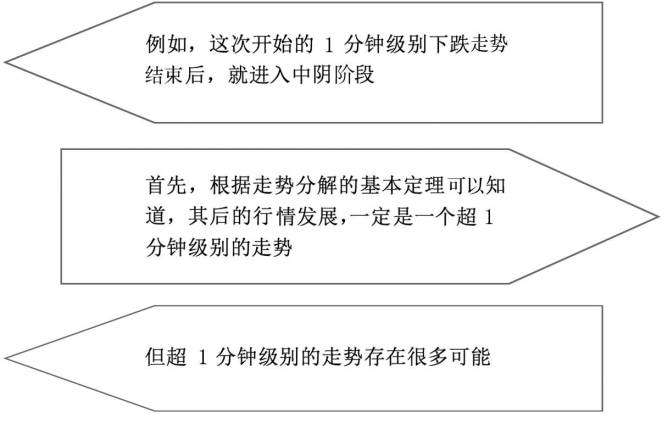 例如，这次开始的 1 分钟级别下跌走势
结束后，就进入中阴阶段
首先，根据走势分解的基本定理可以知
道，其后的行情发展，一定是一个超 1
分钟级别的走势
但超 1 分钟级别的走势存在很多可能